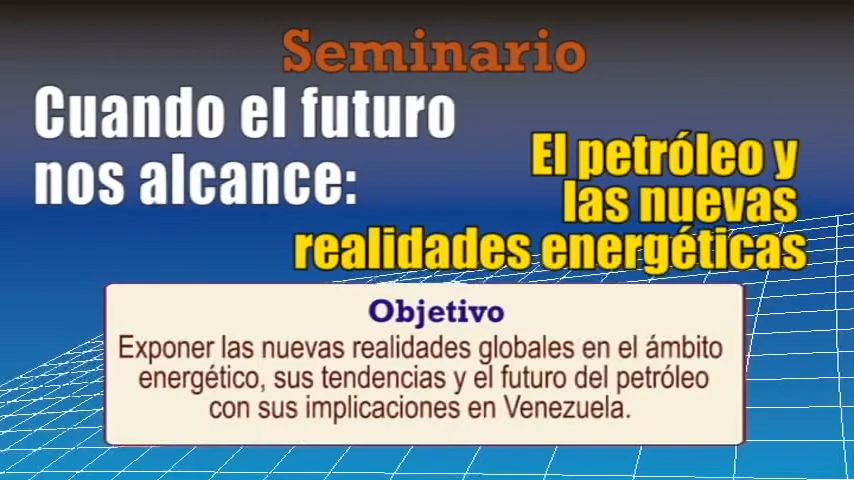 Seminario
Cuando el futuro
nos alcance:
El petróleo y
las nuevas
realidades energéticas
Objetivo
Exponer las nuevas realidades globales en el ámbito
energético, sus tendencias y el futuro del petróleo
con sus implicaciones en Venezuela.